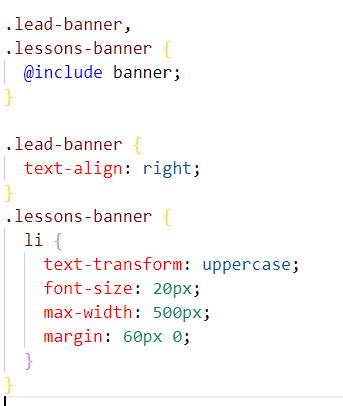 .lead-banner,
.lessons-banner {
@include banner;
}
.lead-banner {
text-align: right;
}
.lessons-banner {
li {
text-transform: uppercase;
font-size: 20px;
max-width: 500px;
margin: 60px 0;
}
}